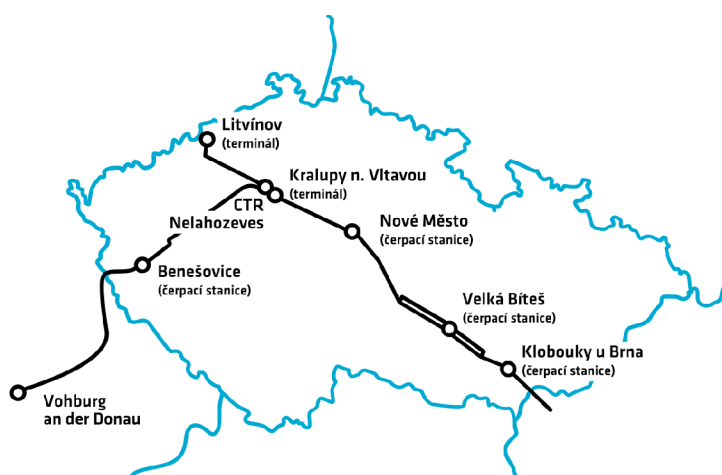 Litvínov
(terminál)
Kralupy n. Vltavou
(terminál)
CTR
Nelahozeves
Nové Město
(čerpací stanice)
Benešovice
(čerpací stanice)
Velká Bíteš
(čerpací stanice)
Klobouky u Brna
(čerpací stanice)
Vohburg
an der Donau